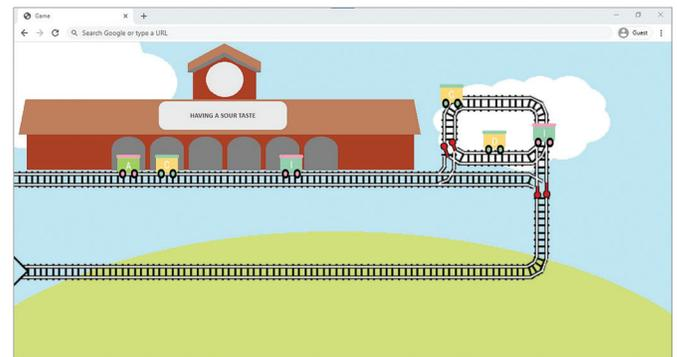 Game
Search Google or type a URL
Guest
HAVING A SOUR TASTE
C
D
I
A
C
I